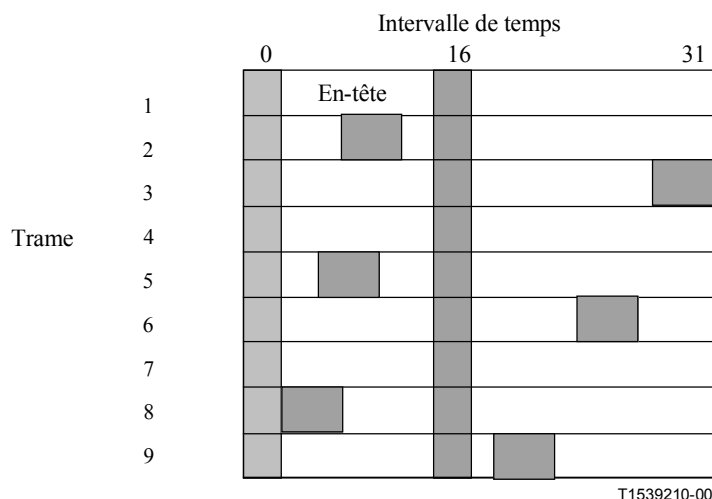 Intervalle de temps
0 16 31
En-tête
1
2
3
Trame
4
5
6
7
8
9
T1539210-00